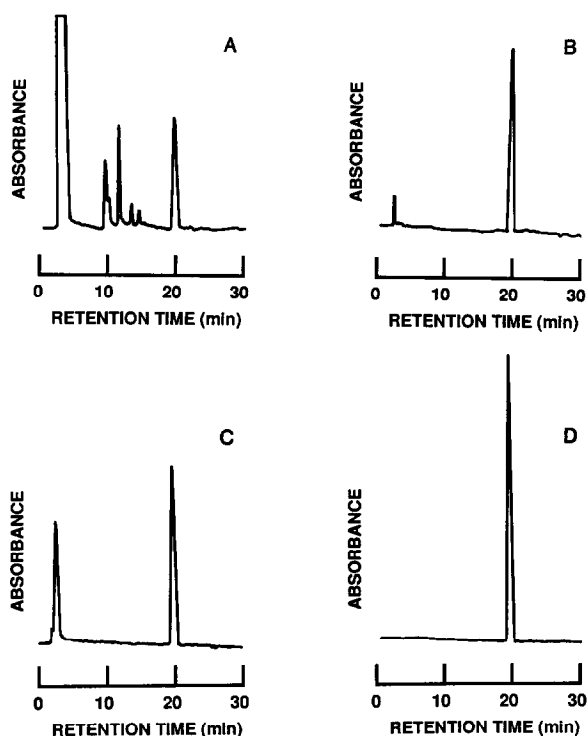 A
ABSORBANCE
0 10 20 30
RETENTION TIME (min)
B
ABSORBANCE
0 10 20 30
RETENTION TIME (min)
C
ABSORBANCE
0 10 20 30
RETENTION TIME (min)
D
ABSORBANCE
0 10 20 30
RETENTION TIME (min)